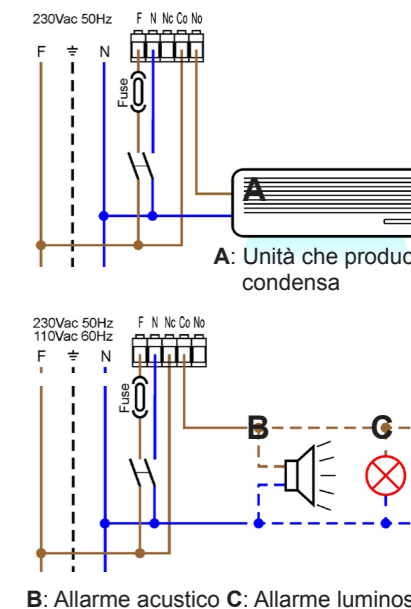 230Vac 50Hz
F N Nc Co No
F N
Fuse
A
A: Unità che produc
condensa
230Vac 50Hz
110Vac 60Hz
F N Nc Co No
F N
Fuse
B C
B: Allarme acustico C: Allarme luminos